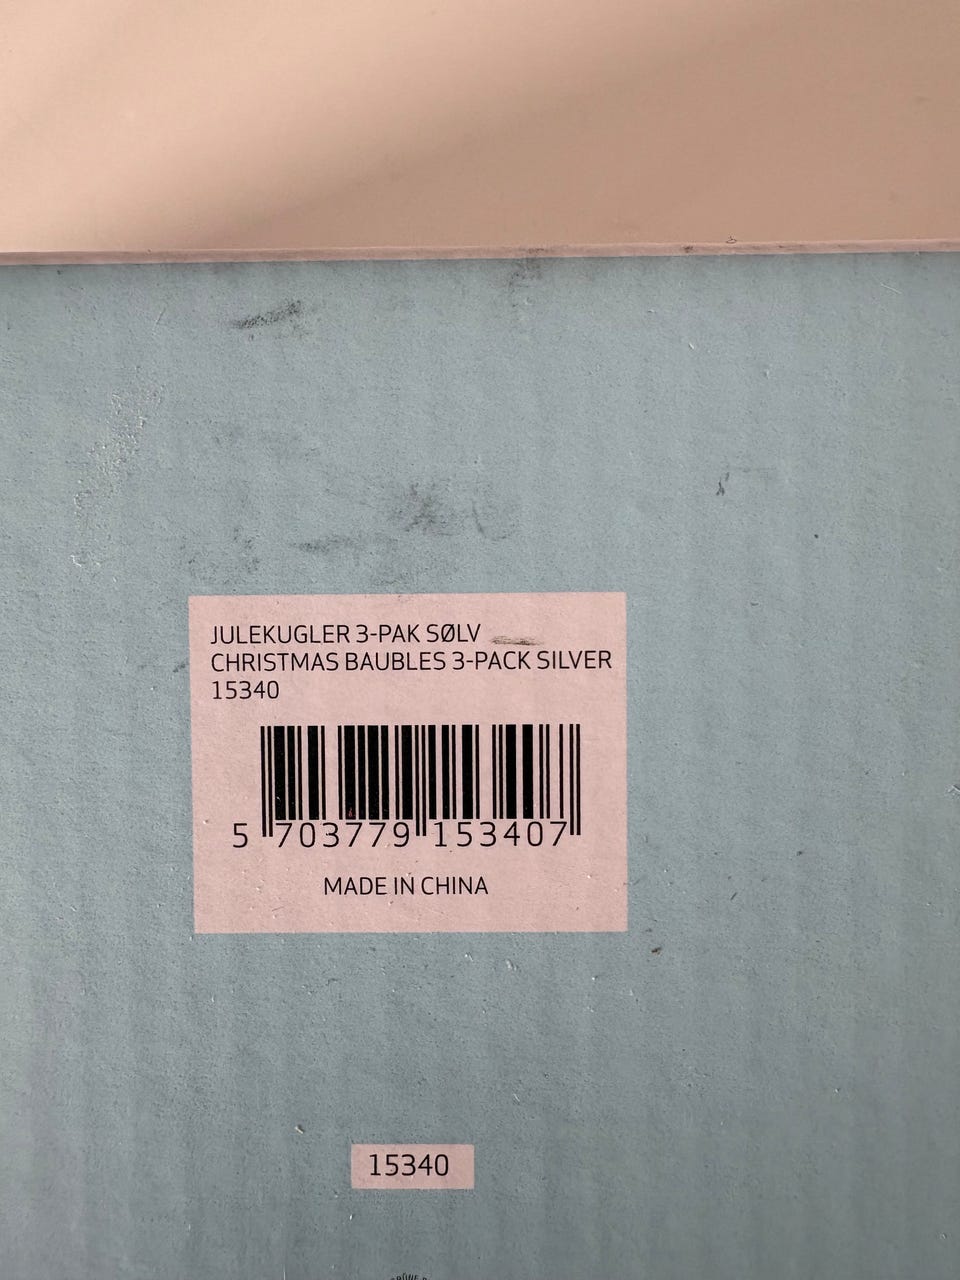 JULEKUGLER 3-PAK SØLV
CHRISTMAS BAUBLES 3-PACK SILVER
15340
5 703779 153407
MADE IN CHINA
15340